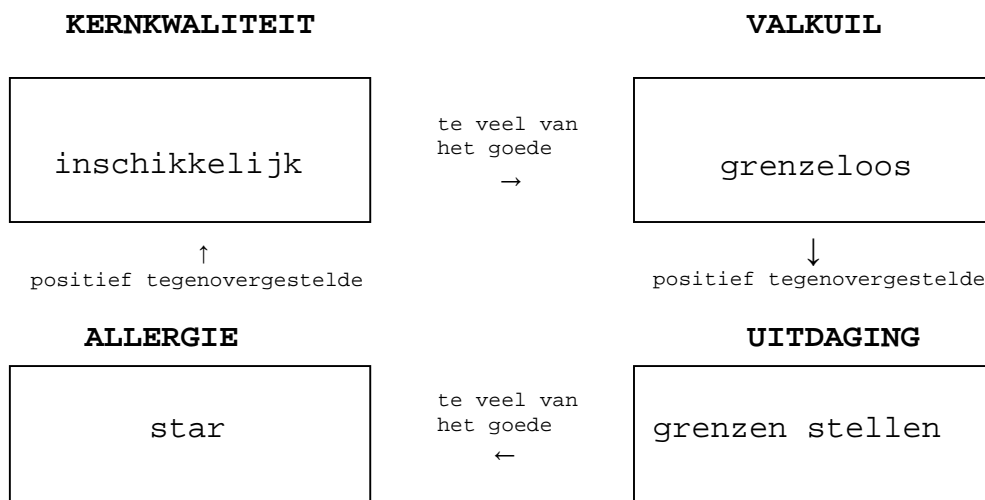 KERNKWALITEIT
VALKUIL
inschikkelijk
te veel van
het goede
→
grenzeloos
↑
positief tegenovergestelde
↓
positief tegenovergestelde
ALLERGIE
UITDAGING
star
te veel van
het goede
←
grenzen stellen